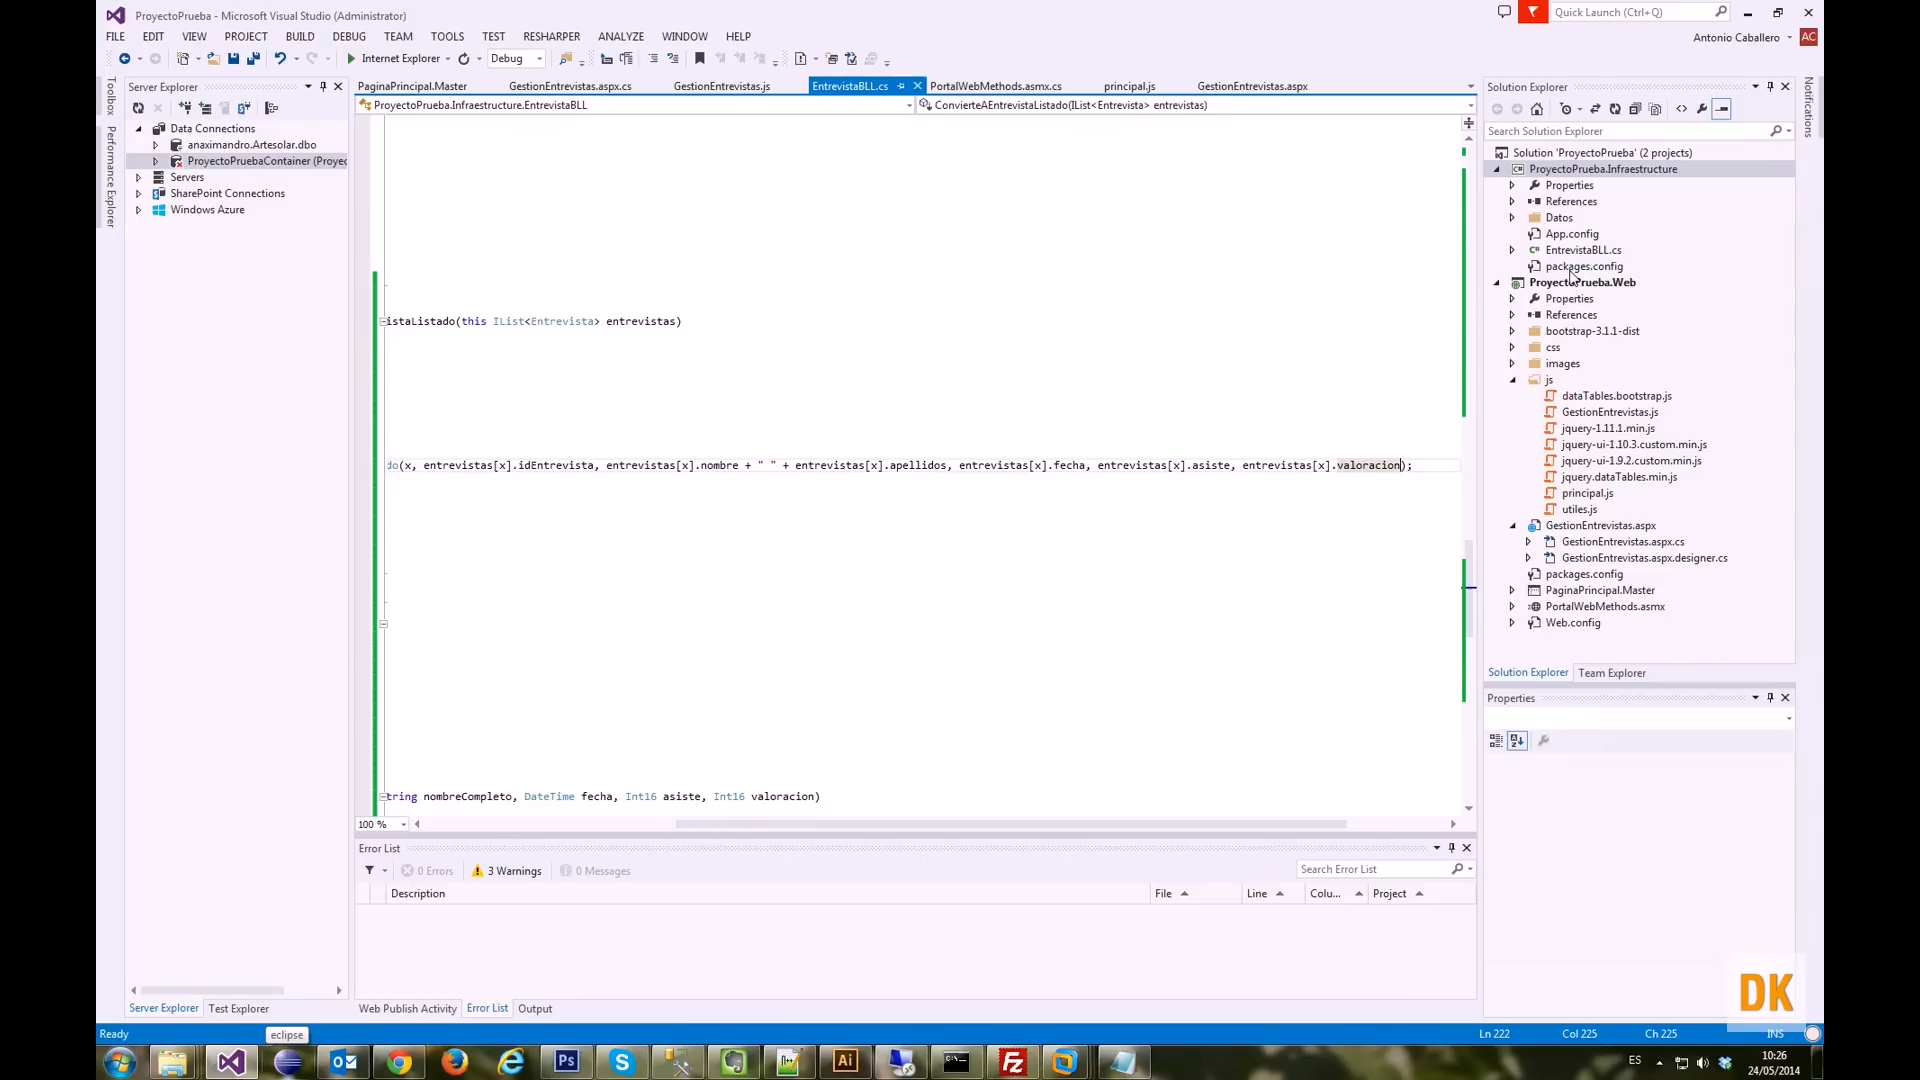 ProyectoPrueba - Microsoft Visual Studio (Administrator)
Quick Launch (Ctrl+Q)
FILE EDIT VIEW PROJECT BUILD DEBUG TEAM TOOLS TEST RESHARPER ANALYZE WINDOW HELP
Antonio Caballero AC
Internet Explorer Debug
Toolbox
Performance Explorer
Server Explorer
Data Connections
anaximandro.Artesolar.dbo
ProyectoPruebaContainer (Proyec
Servers
SharePoint Connections
Windows Azure
Server Explorer Test Explorer
PaginaPrincipal.Master GestionEntrevistas.aspx.cs GestionEntrevistas.js EntrevistaBLL.cs PortalWebMethods.asmx.cs principal.js GestionEntrevistas.aspx
ProyectoPrueba.Infraestructure.EntrevistaBLL ConvierteAEntrevistaListado(IList<Entrevista> entrevistas)
istaListado(this IList<Entrevista> entrevistas)
do(x, entrevistas[x].idEntrevista, entrevistas[x].nombre + " " + entrevistas[x].apellidos, entrevistas[x].fecha, entrevistas[x].asiste, entrevistas[x].valoracion);
tring nombreCompleto, DateTime fecha, Int16 asiste, Int16 valoracion)
100 %
Error List
0 Errors 3 Warnings 0 Messages Search Error List
Description File Line Colu... Project
Web Publish Activity Error List Output
Solution Explorer
Search Solution Explorer
Solution 'ProyectoPrueba' (2 projects)
ProyectoPrueba.Infraestructure
Properties
References
Datos
App.config
EntrevistaBLL.cs
packages.config
ProyectoPrueba.Web
Properties
References
bootstrap-3.1.1-dist
css
images
js
dataTables.bootstrap.js
GestionEntrevistas.js
jquery-1.11.1.min.js
jquery-ui-1.10.3.custom.min.js
jquery-ui-1.9.2.custom.min.js
jquery.dataTables.min.js
principal.js
utiles.js
GestionEntrevistas.aspx
GestionEntrevistas.aspx.cs
GestionEntrevistas.aspx.designer.cs
packages.config
PaginaPrincipal.Master
PortalWebMethods.asmx
Web.config
Solution Explorer Team Explorer
Properties
Notifications
DK
Ready Ln 222 Col 225 Ch 225 INS
eclipse
ES 10:26
24/05/2014